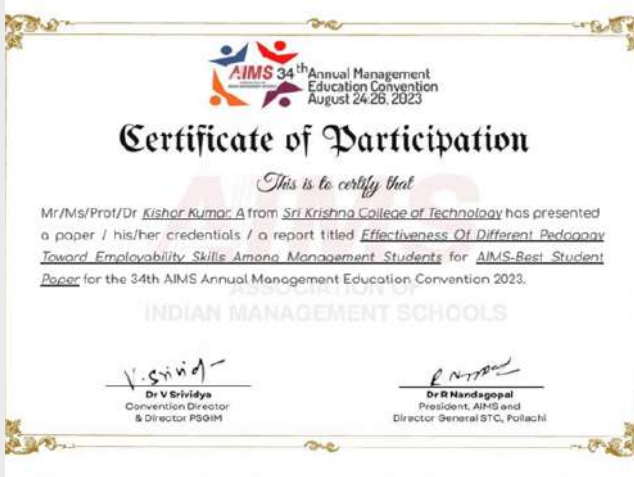 AIMS 34th Annual Management
Education Convention
August 24-26, 2023
Certificate of Participation
This is to certify that
Mr/Ms/Prof/Dr Kishor Kumar. A from Sri Krishna College of Technology has presented
a paper / his/her credentials / a report titled Effectiveness Of Different Pedagogy
Toward Employability Skills Among Management Students for AIMS-Best Student
Paper for the 34th AIMS Annual Management Education Convention 2023.
AIMS
ASSOCIATION OF
INDIAN MANAGEMENT SCHOOLS
V. Srivid
Dr V Srividya
Convention Director
& Director PSGIM
Dr R Nandagopal
President, AIMS and
Director General STC, Pollachi